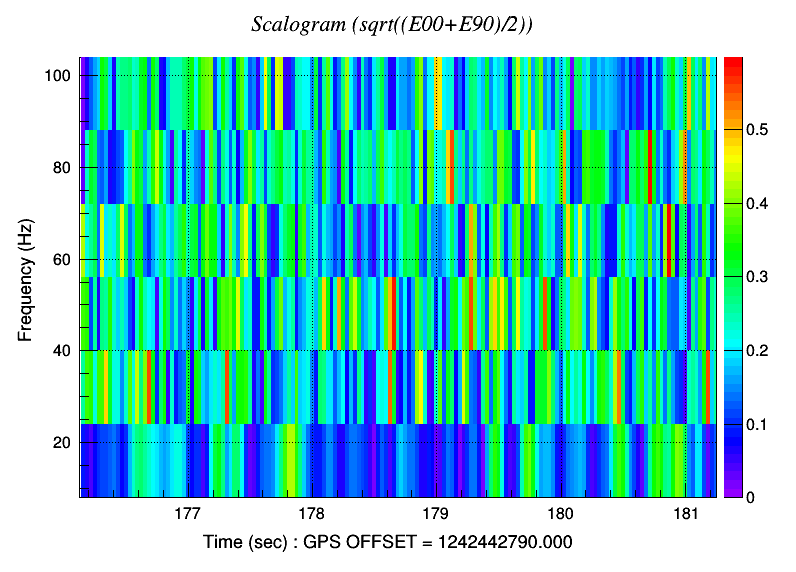 Scalogram (sqrt((E00+E90)/2))
Frequency (Hz)
100
80
60
40
20
177 178 179 180 181
Time (sec) : GPS OFFSET = 1242442790.000
0.5
0.4
0.3
0.2
0.1
0